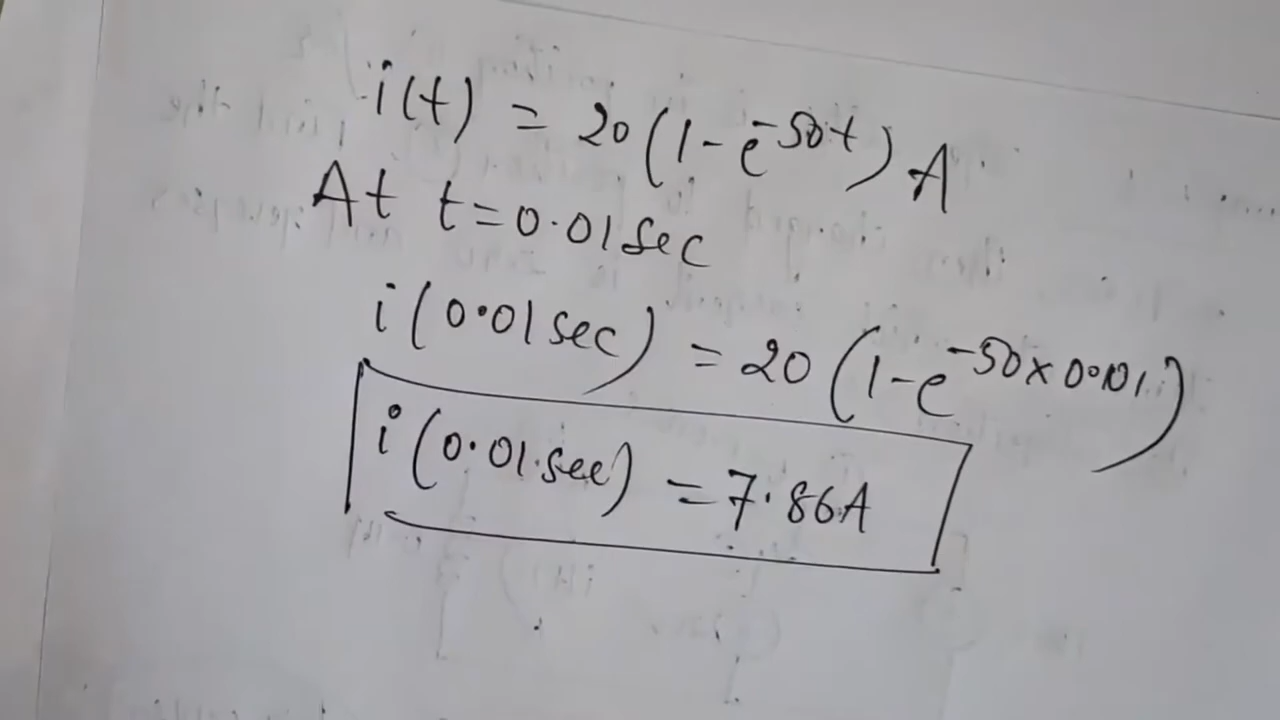 i(t) = 20(1-e^-50t) A
At t=0.01sec
i(0.01sec) = 20(1-e^-50×0.01)
i(0.01sec) = 7.86A